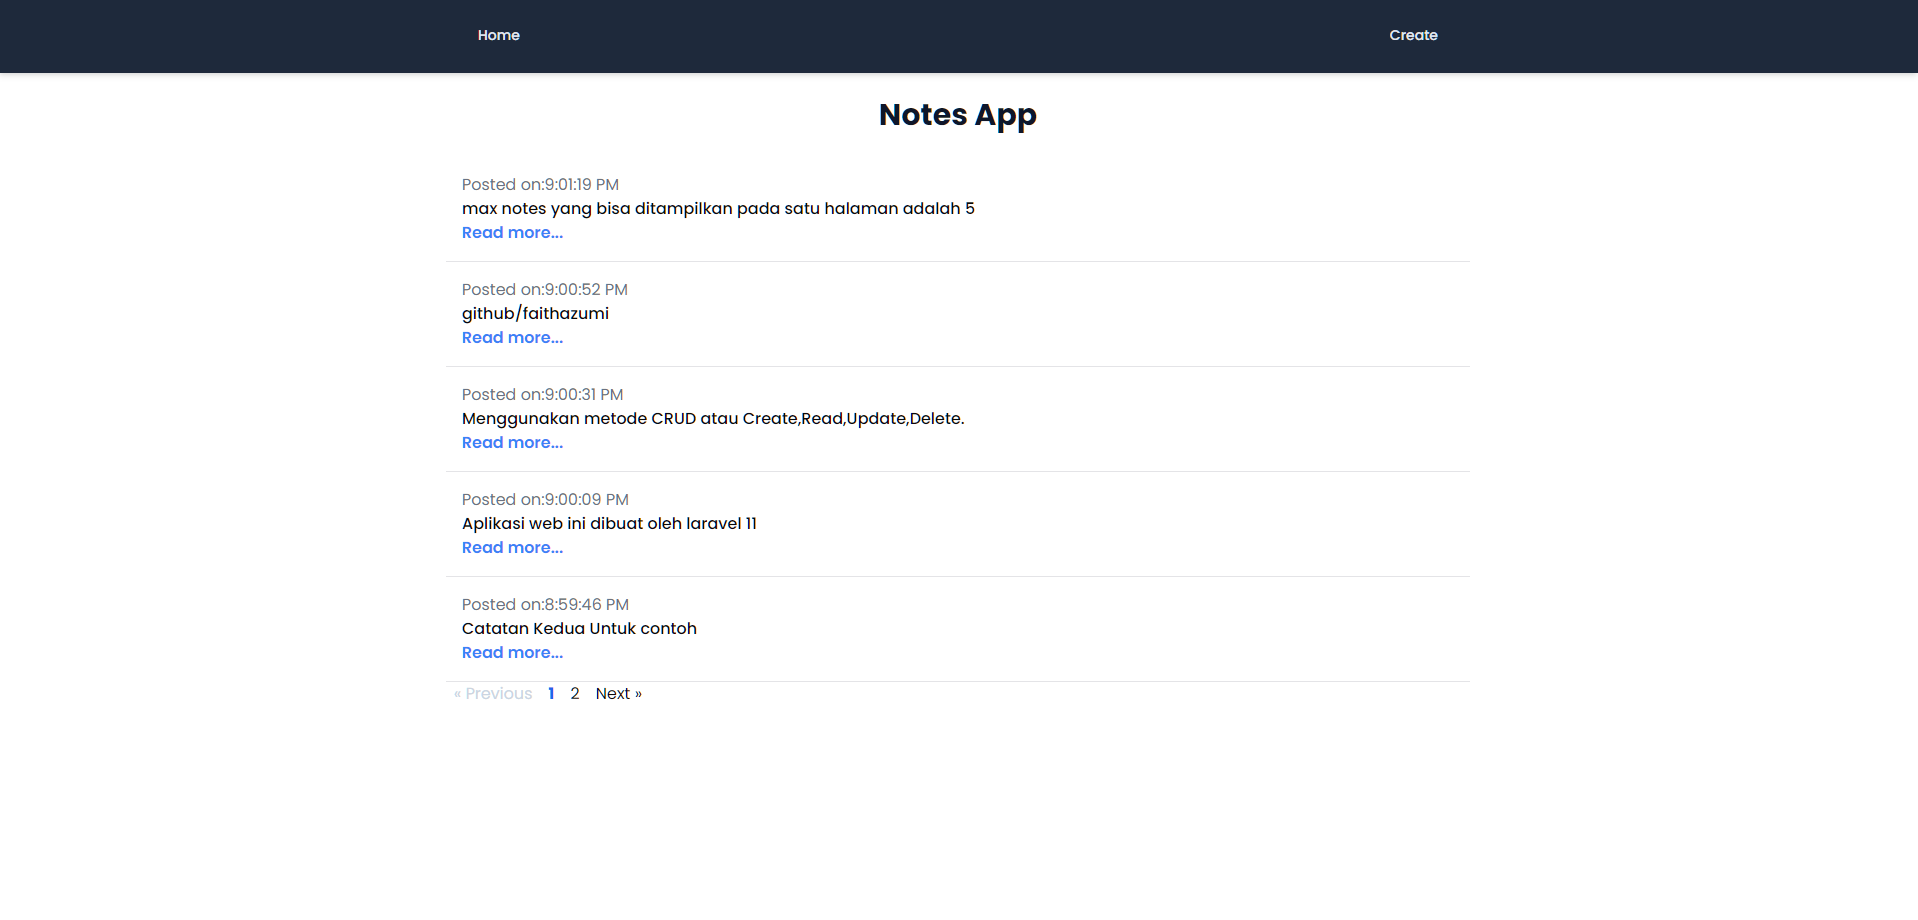 Home Create
Notes App
Posted on:9:01:19 PM
max notes yang bisa ditampilkan pada satu halaman adalah 5
Read more...
Posted on:9:00:52 PM
github/faithazumi
Read more...
Posted on:9:00:31 PM
Menggunakan metode CRUD atau Create,Read,Update,Delete.
Read more...
Posted on:9:00:09 PM
Aplikasi web ini dibuat oleh laravel 11
Read more...
Posted on:8:59:46 PM
Catatan Kedua Untuk contoh
Read more...
« Previous 1 2 Next »